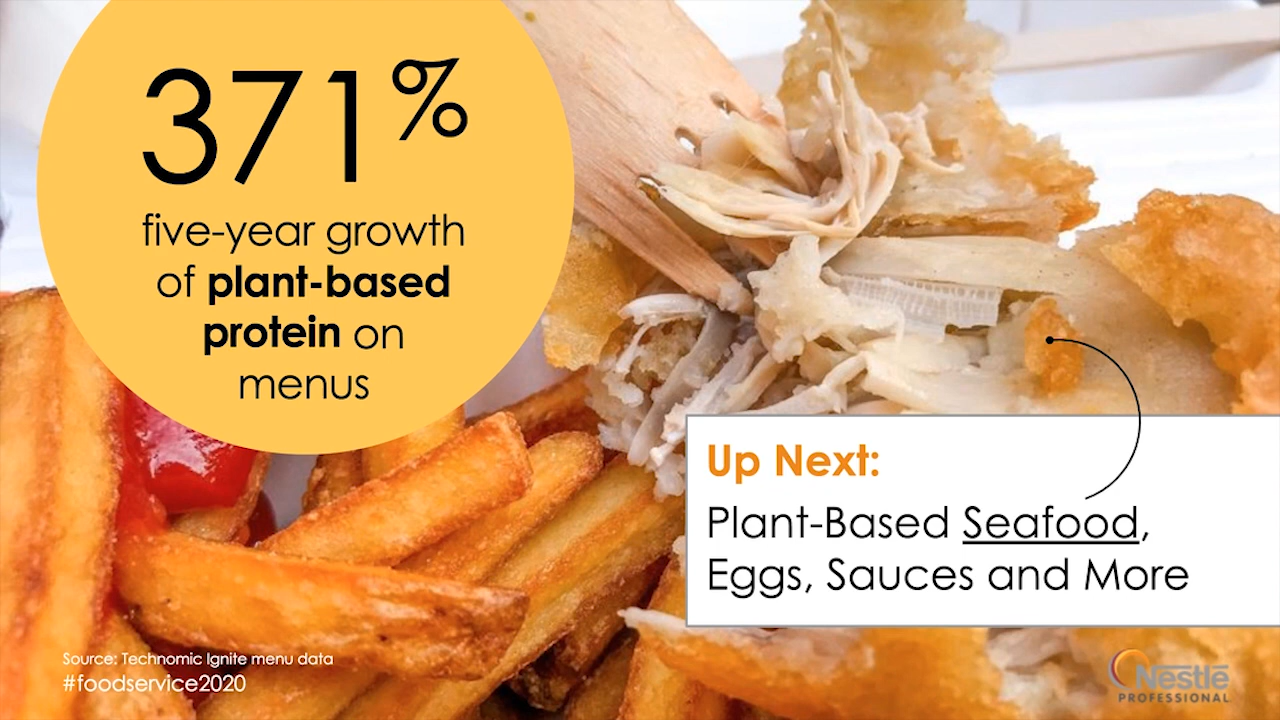 371%
five-year growth
of plant-based
protein on
menus
Up Next:
Plant-Based Seafood,
Eggs, Sauces and More
Source: Technomic Ignite menu data
#foodservice2020
Nestlé
PROFESSIONAL